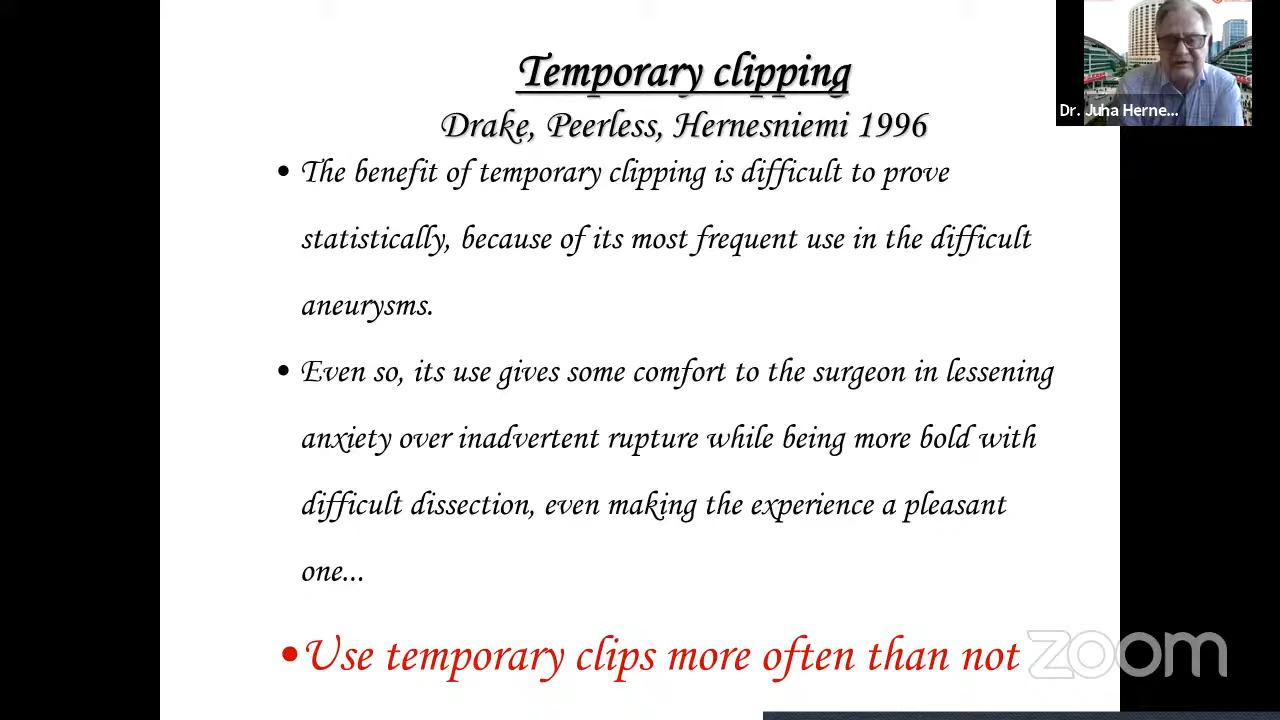 Temporary clipping
Drake, Peerless, Hernesniemi 1996
• The benefit of temporary clipping is difficult to prove
statistically, because of its most frequent use in the difficult
aneurysms.
• Even so, its use gives some comfort to the surgeon in lessening
anxiety over inadvertent rupture while being more bold with
difficult dissection, even making the experience a pleasant
one...
•Use temporary clips more often than not
Dr. Juha Herne...
zoom